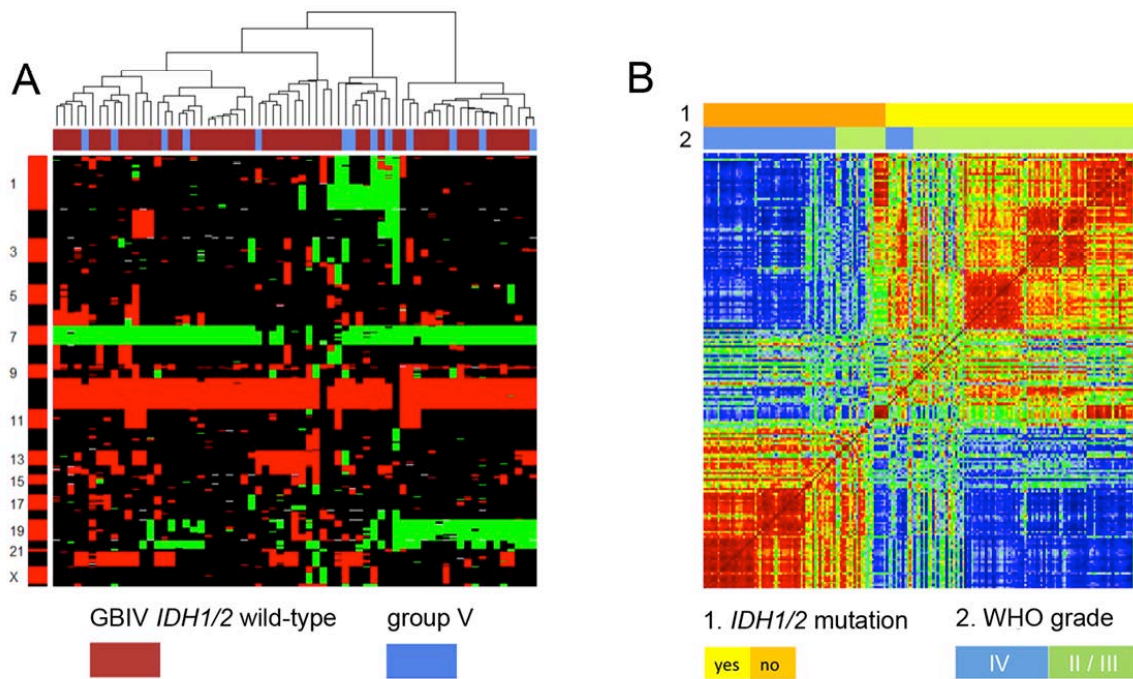 A
B
1
2
1
3
5
7
9
11
13
15
17
19
21
X
GBIV IDH1/2 wild-type
group V
1. IDH1/2 mutation
2. WHO grade
yes
no
IV
II / III